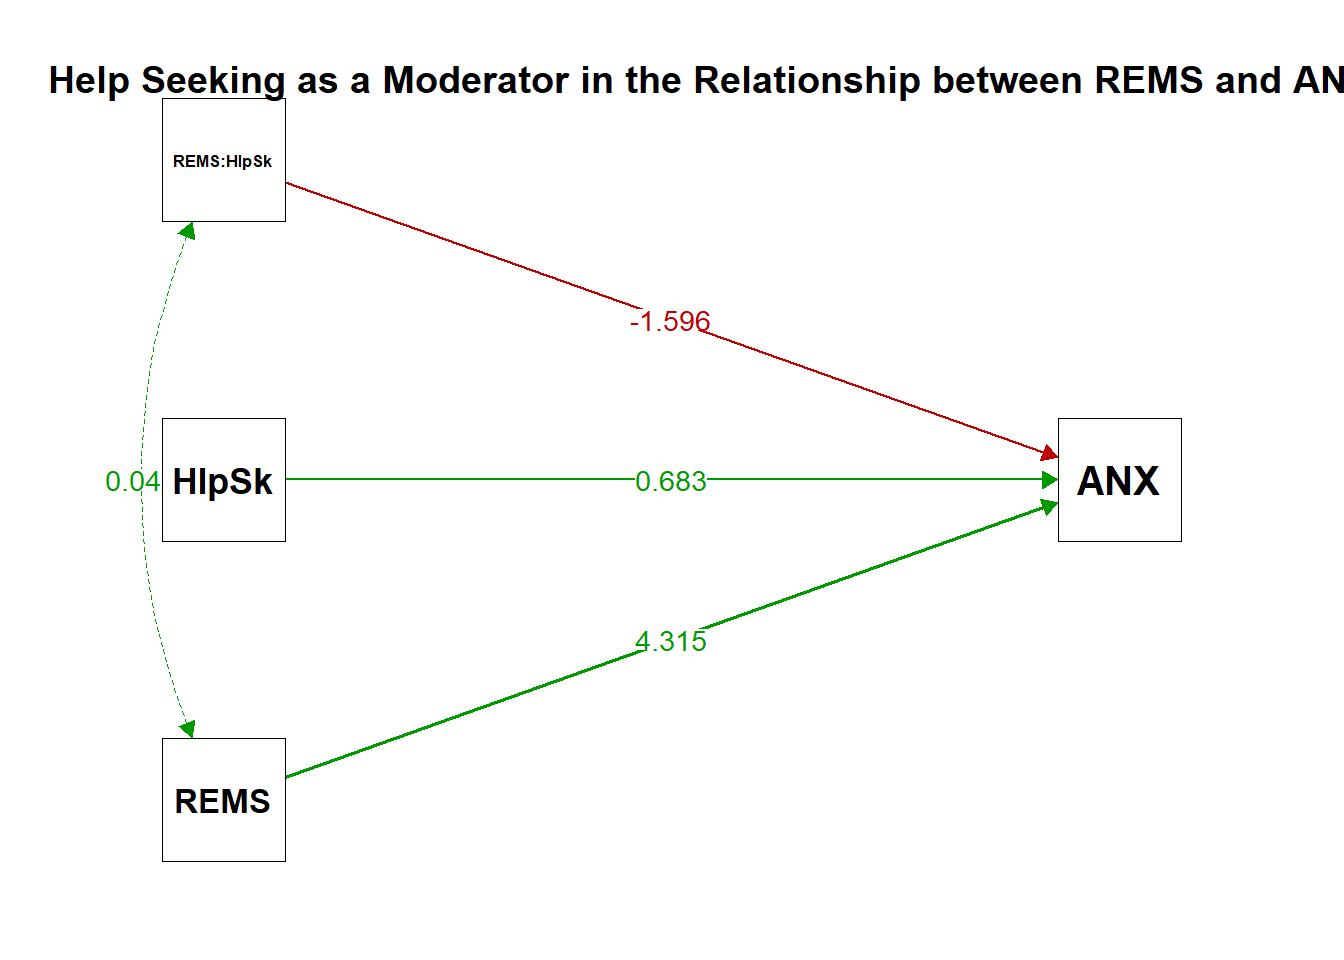 Help Seeking as a Moderator in the Relationship between REMS and AN
REMS:HlpSk
-1.596
0.04
HlpSk
0.683
ANX
4.315
REMS